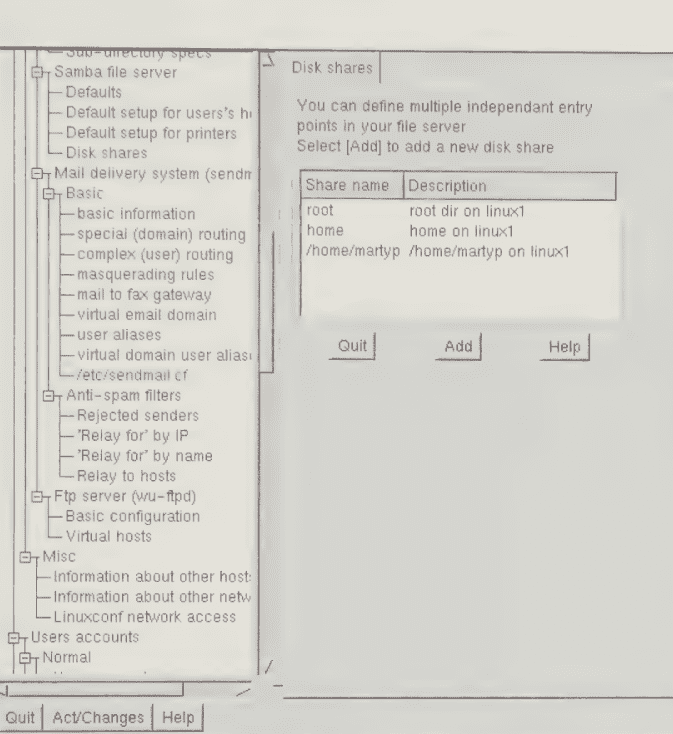 Sub-directory specs
Samba file server
Defaults
Default setup for users's h
Default setup for printers
Disk shares
Mail delivery system (sendm
Basic
basic information
special (domain) routing
complex (user) routing
masquerading rules
mail to fax gateway
virtual email domain
user aliases
virtual domain user alias
/etc/sendmail cf
Anti-spam filters
Rejected senders
'Relay for' by IP
'Relay for' by name
Relay to hosts
Ftp server (wu-ftpd)
Basic configuration
Virtual hosts
Misc
Information about other host
Information about other netw
Linuxconf network access
Users accounts
Normal
Quit Act/Changes Help
Disk shares
You can define multiple independant entry
points in your file server
Select [Add] to add a new disk share
Share name Description
root root dir on linux1
home home on linux1
/home/martyp /home/martyp on linux1
Quit Add Help